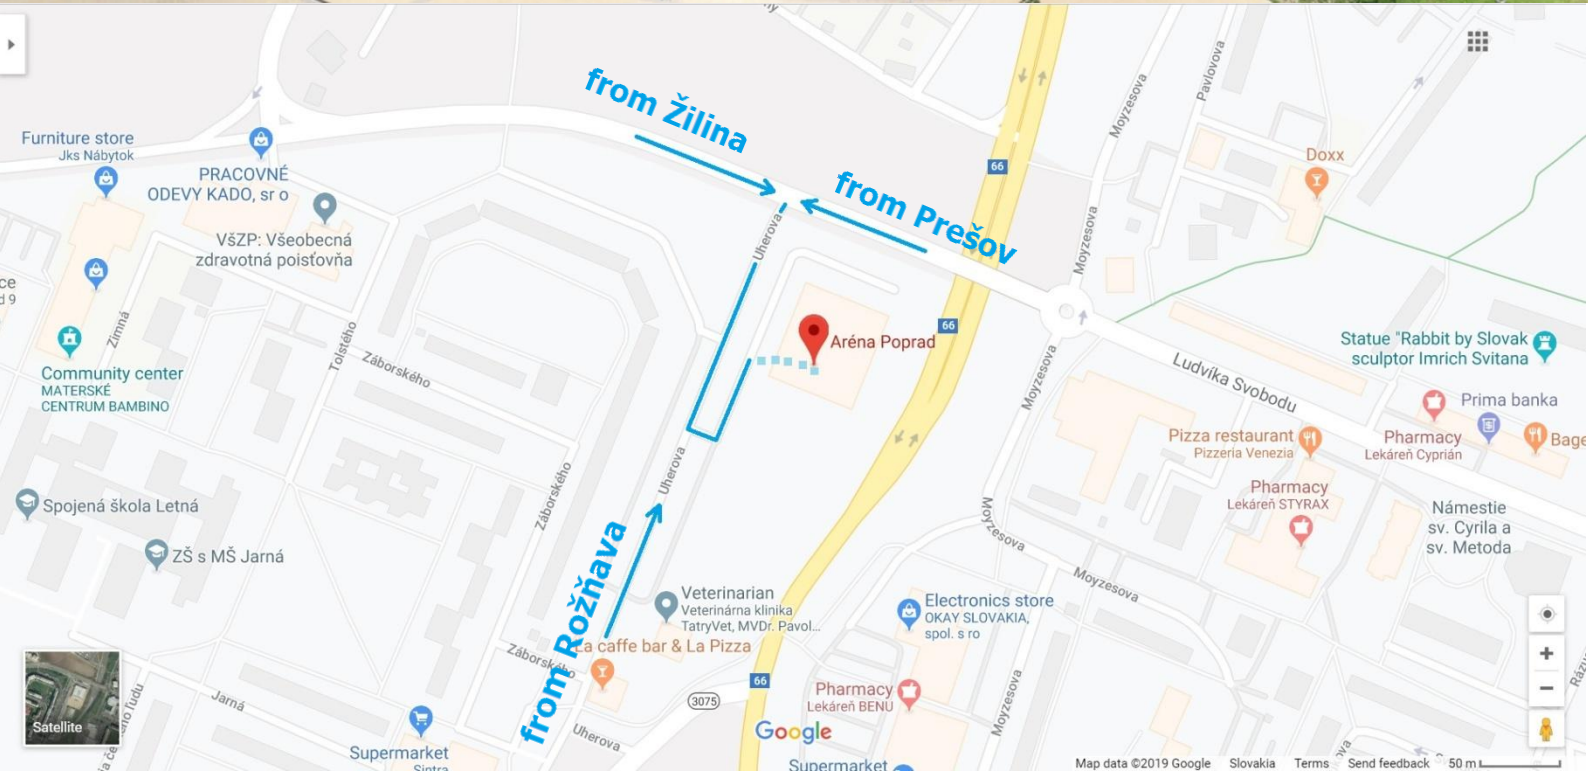 from Žilina
from Prešov
from Rožňava
Furniture store
Jks Nábytok
PRACOVNÉ
ODEVY KADO, sr o
VšZP: Všeobecná
zdravotná poisťovňa
Community center
MATERSKÉ
CENTRUM BAMBINO
Zimná
Tolstého
Záborského
Záborského
Záborského
Spojená škola Letná
ZŠ s MŠ Jarná
Jarná
Uherova
Uherova
Uherova
Aréna Poprad
66
66
66
3075
Moyzesova
Moyzesova
Moyzesova
Moyzesova
Moyzesova
Moyzesova
Pavlovova
Doxx
Ludvíka Svobodu
Statue "Rabbit by Slovak
sculptor Imrich Svitana
Prima banka
Pizza restaurant
Pizzeria Venezia
Pharmacy
Lekáreň Cyprián
Bage
Pharmacy
Lekáreň STYRAX
Námestie
sv. Cyrila a
sv. Metoda
Veterinarian
Veterinárna klinika
TatryVet, MVDr. Pavol...
La caffe bar & La Pizza
Electronics store
OKAY SLOVAKIA,
spol. s ro
Pharmacy
Lekáreň BENU
Supermarket
Sintra
Supermarket
Satellite
Google
Map data ©2019 Google Slovakia Terms Send feedback 50 m